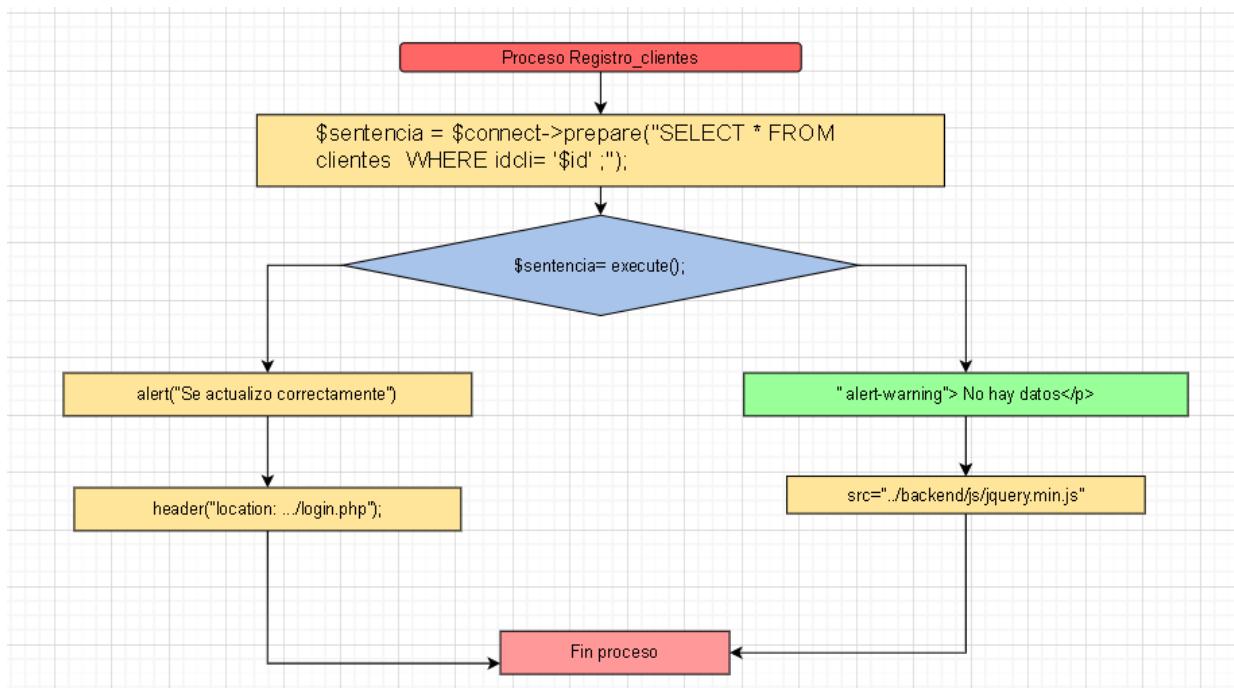 Proceso Registro_clientes
$sentencia = $connect->prepare("SELECT * FROM
clientes  WHERE idcli= '$id' ;");
$sentencia= execute();
alert("Se actualizo correctamente")
"alert-warning"> No hay datos</p>
header("location: .../login.php");
src="../backend/js/jquery.min.js"
Fin proceso